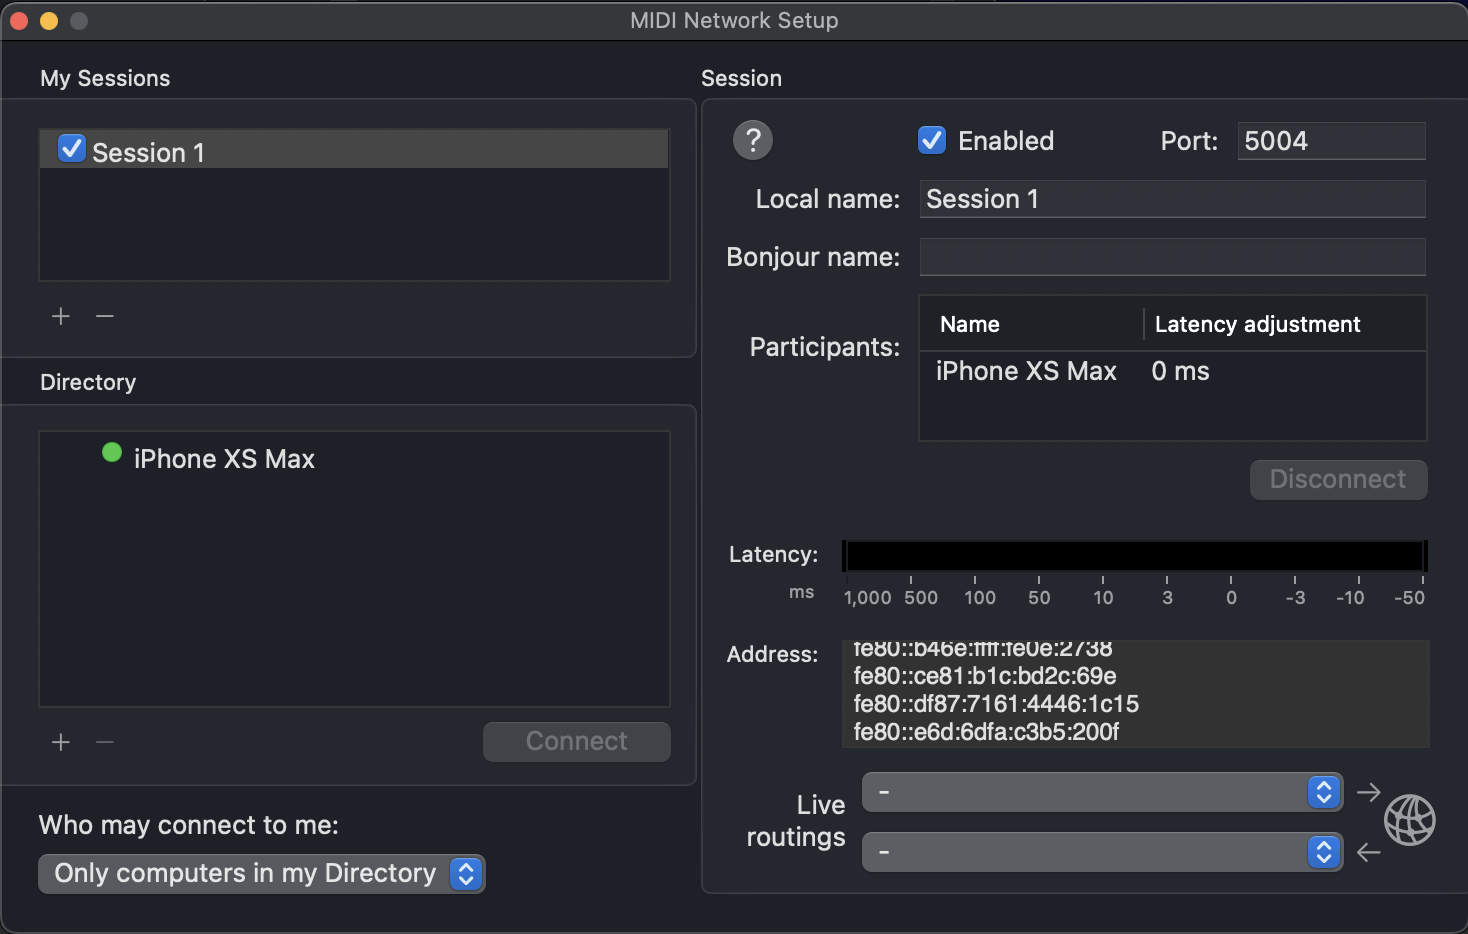 MIDI Network Setup
My Sessions
Session 1
+ −
Directory
iPhone XS Max
+ −
Connect
Who may connect to me:
Only computers in my Directory
Session
?
Enabled
Port: 5004
Local name: Session 1
Bonjour name:
Participants:
Name Latency adjustment
iPhone XS Max 0 ms
Disconnect
Latency:
ms 1,000 500 100 50 10 3 0 -3 -10 -50
Address:
fe80::b46e:ffff:fe0e:2738
fe80::ce81:b1c:bd2c:69e
fe80::df87:7161:4446:1c15
fe80::e6d:6dfa:c3b5:200f
Live
routings
-
-